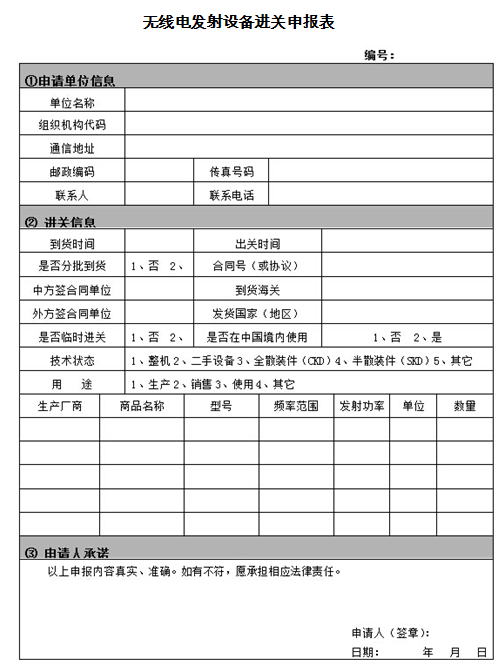 无线电发射设备进关申报表
编号：
①申请单位信息
单位名称
组织机构代码
通信地址
邮政编码 传真号码
联系人 联系电话
② 进关信息
到货时间 出关时间
是否分批到货 1、否 2、 合同号（或协议）
中方签合同单位 到货海关
外方签合同单位 发货国家（地区）
是否临时进关 1、否 2、 是否在中国境内使用 1、否 2、是
技术状态 1、整机 2、二手设备 3、全散装件（CKD）4、半散装件（SKD）5、其它
用 途 1、生产 2、销售 3、使用 4、其它
生产厂商 商品名称 型号 频率范围 发射功率 单位 数量
③ 申请人承诺
以上申报内容真实、准确。如有不符，愿承担相应法律责任。
申请人（签章）：
日期： 年 月 日